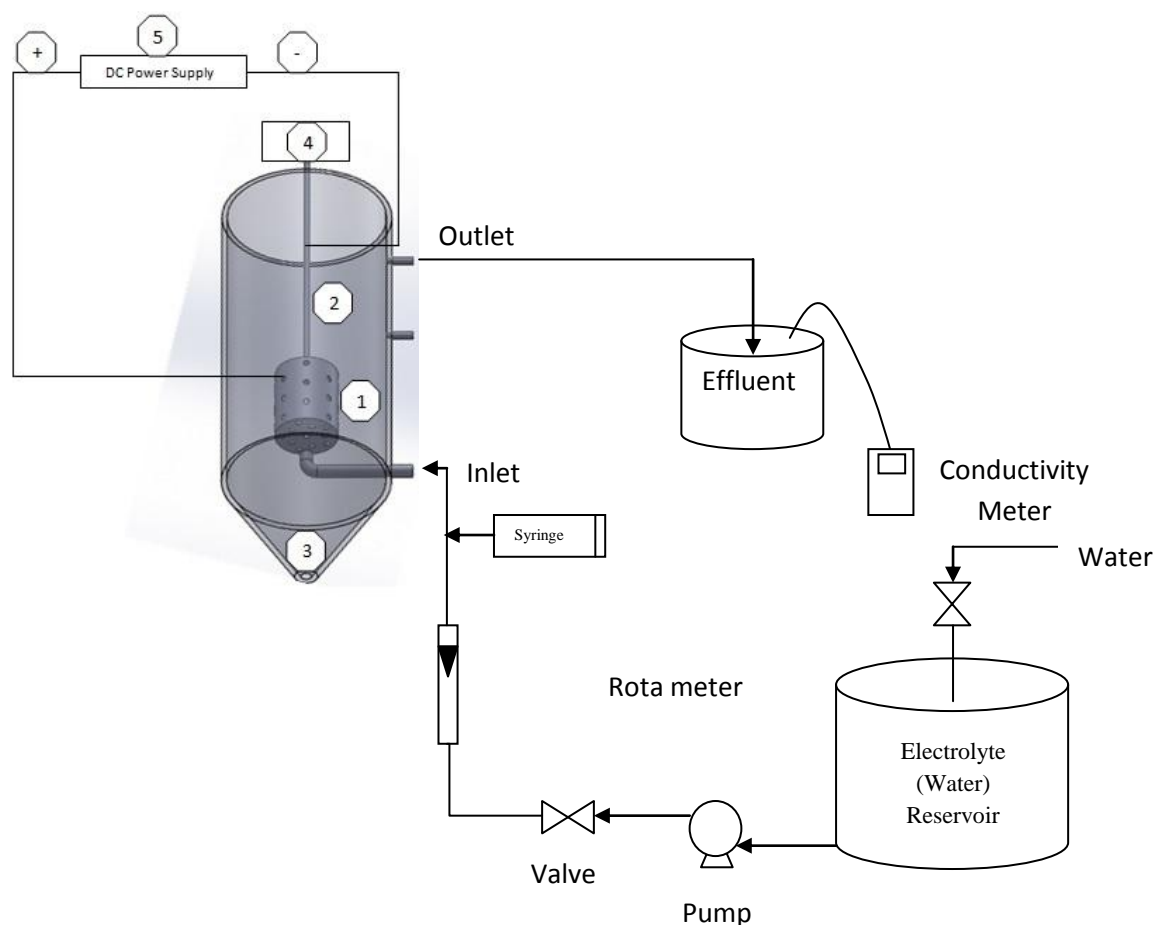 5
+
DC Power Supply
-
4
Outlet
2
Effluent
1
Inlet
Conductivity
Meter
Syringe
3
Water
Rota meter
Electrolyte
(Water)
Reservoir
Valve
Pump